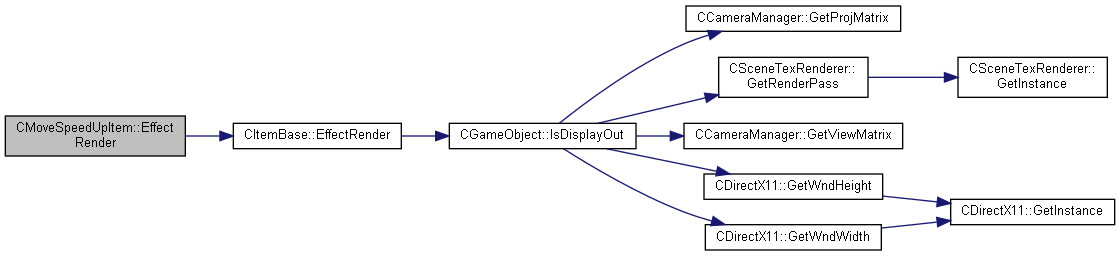 CMoveSpeedUpItem::Effect
Render
CItemBase::EffectRender
CGameObject::IsDisplayOut
CCameraManager::GetProjMatrix
CSceneTexRenderer::
GetRenderPass
CSceneTexRenderer::
GetInstance
CCameraManager::GetViewMatrix
CDirectX11::GetWndHeight
CDirectX11::GetWndWidth
CDirectX11::GetInstance